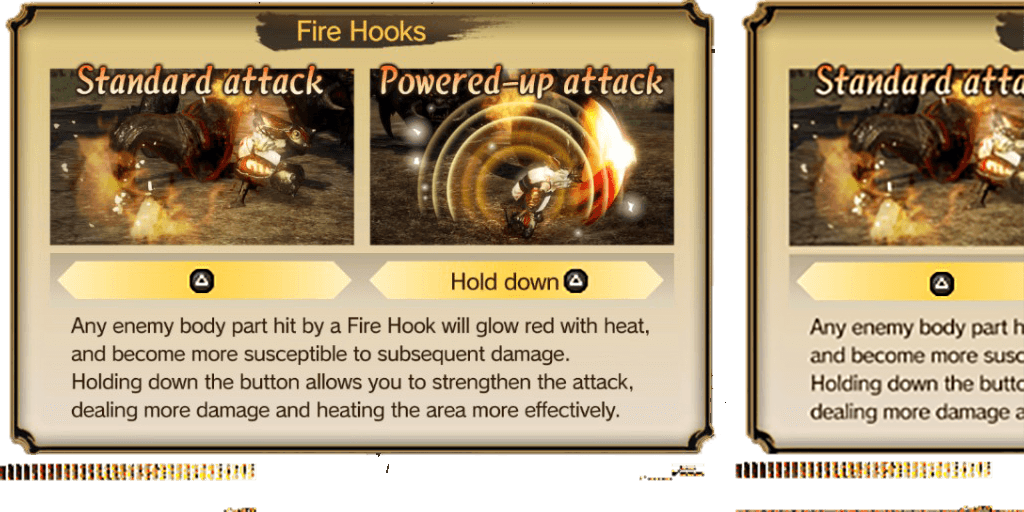 Fire Hooks
Standard attack
Powered-up attack
Hold down
Any enemy body part hit by a Fire Hook will glow red with heat,
and become more susceptible to subsequent damage.
Holding down the button allows you to strengthen the attack,
dealing more damage and heating the area more effectively.
Standard atta
Any enemy body part h
and become more susc
Holding down the butto
dealing more damage a